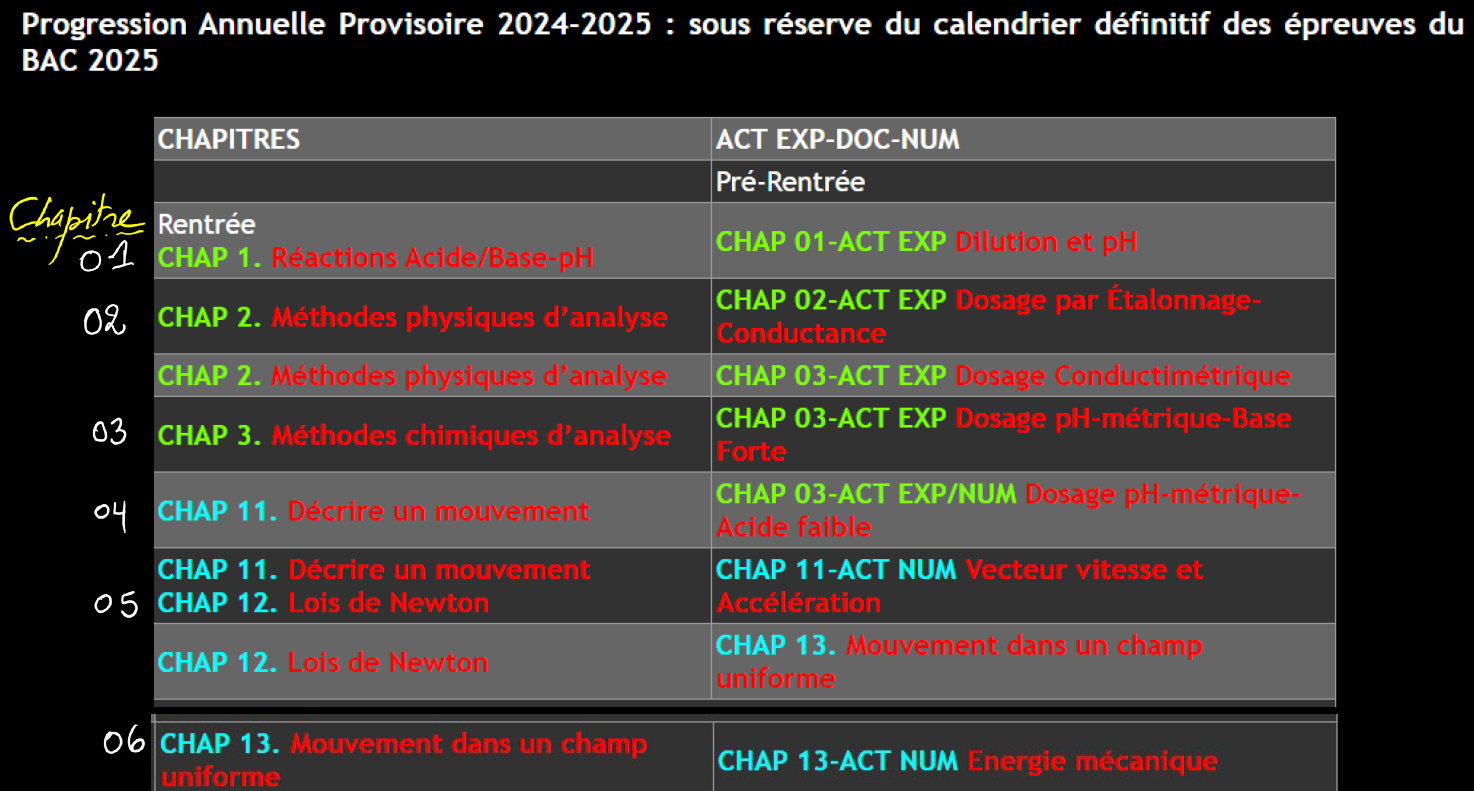 Progression Annuelle Provisoire 2024-2025 : sous réserve du calendrier définitif des épreuves du
BAC 2025
CHAPITRES
ACT EXP-DOC-NUM
Pré-Rentrée
Chapitre
01
Rentrée
CHAP 1. Réactions Acide/Base-pH
CHAP 01-ACT EXP Dilution et pH
02
CHAP 2. Méthodes physiques d’analyse
CHAP 02-ACT EXP Dosage par Étalonnage-
Conductance
CHAP 2. Méthodes physiques d’analyse
CHAP 03-ACT EXP Dosage Conductimétrique
03
CHAP 3. Méthodes chimiques d’analyse
CHAP 03-ACT EXP Dosage pH-métrique-Base
Forte
04
CHAP 11. Décrire un mouvement
CHAP 03-ACT EXP/NUM Dosage pH-métrique-
Acide faible
05
CHAP 11. Décrire un mouvement
CHAP 12. Lois de Newton
CHAP 11-ACT NUM Vecteur vitesse et
Accélération
CHAP 12. Lois de Newton
CHAP 13. Mouvement dans un champ
uniforme
06
CHAP 13. Mouvement dans un champ
uniforme
CHAP 13-ACT NUM Energie mécanique